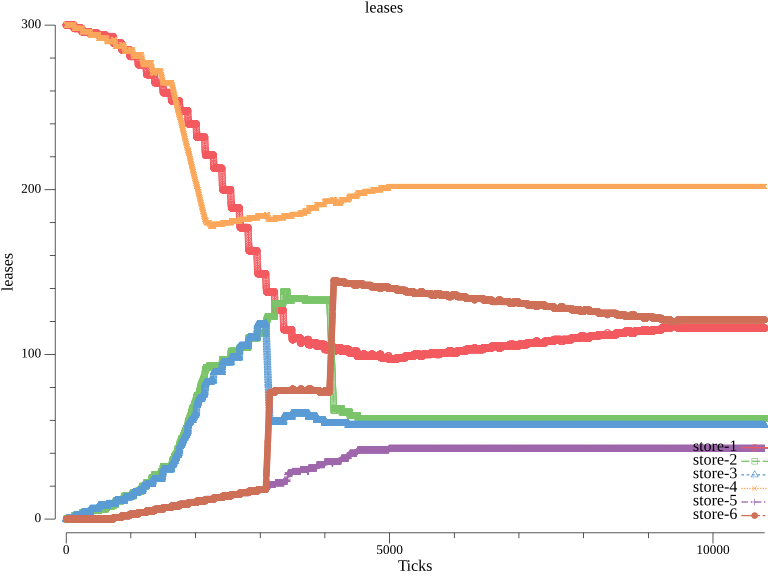 leases
300
200
100
0
leases
0
5000
10000
Ticks
store-1
store-2
store-3
store-4
store-5
store-6